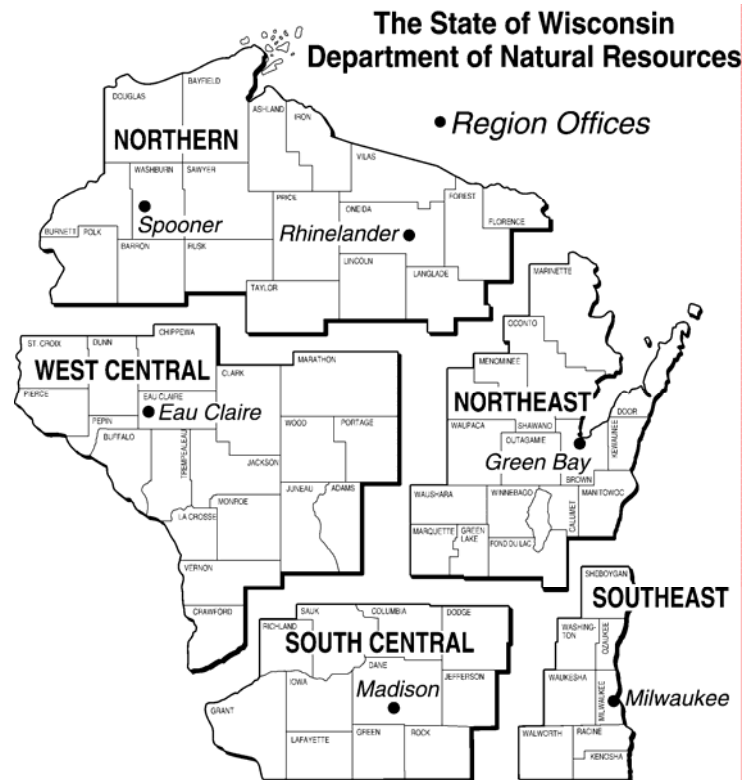 The State of Wisconsin
Department of Natural Resources
Region Offices
BAYFIELD
DOUGLAS
ASHLAND
IRON
NORTHERN
VILAS
WASHBURN
SAWYER
PRICE
ONEIDA
FOREST
FLORENCE
Spooner
Rhinelander
BURNETT
POLK
BARRON
RUSK
LINCOLN
LANGLADE
TAYLOR
MARINETTE
OCONTO
MENOMINEE
NORTHEAST
DOOR
WAUPACA
SHAWANO
OUTAGAMIE
KEWAUNEE
Green Bay
BROWN
WAUSHARA
WINNEBAGO
CALUMET
MANITOWOC
MARQUETTE
GREEN
LAKE
FOND DU LAC
CHIPPEWA
ST. CROIX
DUNN
MARATHON
WEST CENTRAL
CLARK
PIERCE
EAU CLAIRE
Eau Claire
PEPIN
BUFFALO
TREMPEALEAU
WOOD
PORTAGE
JACKSON
JUNEAU
ADAMS
MONROE
LA CROSSE
VERNON
CRAWFORD
SHEBOYGAN
SOUTHEAST
WASHING-
TON
OZAUKEE
WAUKESHA
MILWAUKEE
Milwaukee
WALWORTH
RACINE
KENOSHA
SAUK
COLUMBIA
DODGE
RICHLAND
SOUTH CENTRAL
DANE
IOWA
JEFFERSON
Madison
GRANT
LAFAYETTE
GREEN
ROCK